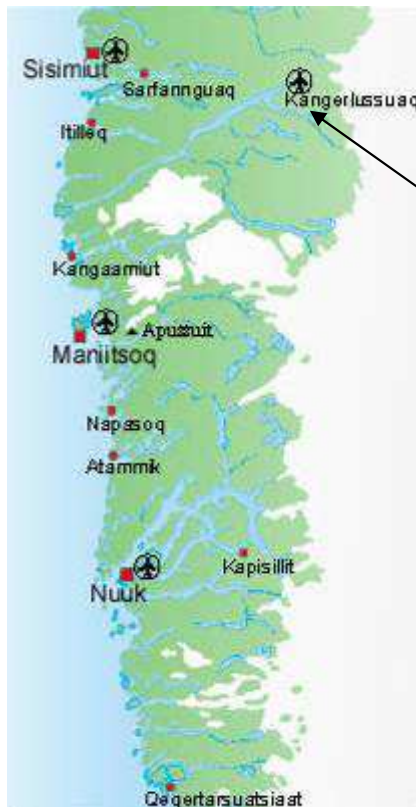 Sisimiut
Sarfannguaq
Kangerlussuaq
Itilleq
Kangaamiut
Apussuit
Maniitsoq
Napasoq
Atammik
Kapisillit
Nuuk
Qeqertarsuatsiaat